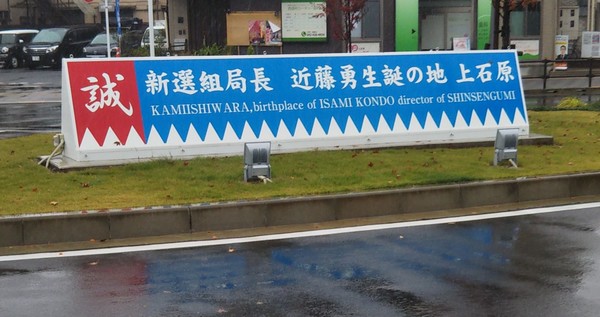 誠
新選組局長 近藤勇生誕の地 上石原
KAMIISHIWARA,birthplace of ISAMI KONDO director of SHINSENGUMI